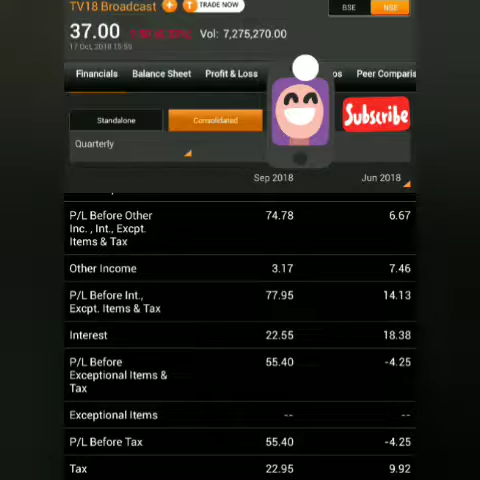 TV18 Broadcast + T TRADE NOW BSE NSE
37.00 Vol: 7,275,270.00
17 Oct, 2018 15:59
Financials Balance Sheet Profit & Loss os Peer Comparis
Subscribe
Standalone Consolidated
Quarterly
Sep 2018 Jun 2018
P/L Before Other 74.78 6.67
Inc. , Int., Excpt.
Items & Tax
Other Income 3.17 7.46
P/L Before Int., 77.95 14.13
Excpt. Items & Tax
Interest 22.55 18.38
P/L Before 55.40 -4.25
Exceptional Items &
Tax
Exceptional Items -- --
P/L Before Tax 55.40 -4.25
Tax 22.95 9.92